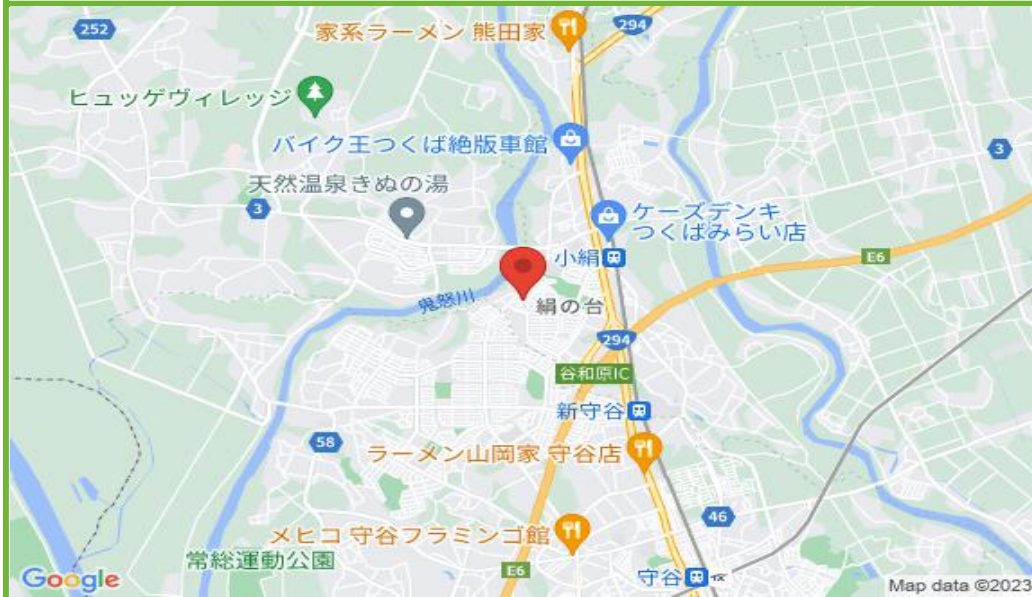 252
家系ラーメン 熊田家
294
ヒュッゲヴィレッジ
バイク王つくば絶版車館
3
天然温泉きぬの湯
3
ケーズデンキ
つくばみらい店
小絹
E6
鬼怒川
絹の台
294
谷和原IC
新守谷
58
ラーメン山岡家 守谷店
46
メヒコ 守谷フラミンゴ館
常総運動公園
E6
守谷
Google
Map data ©2023